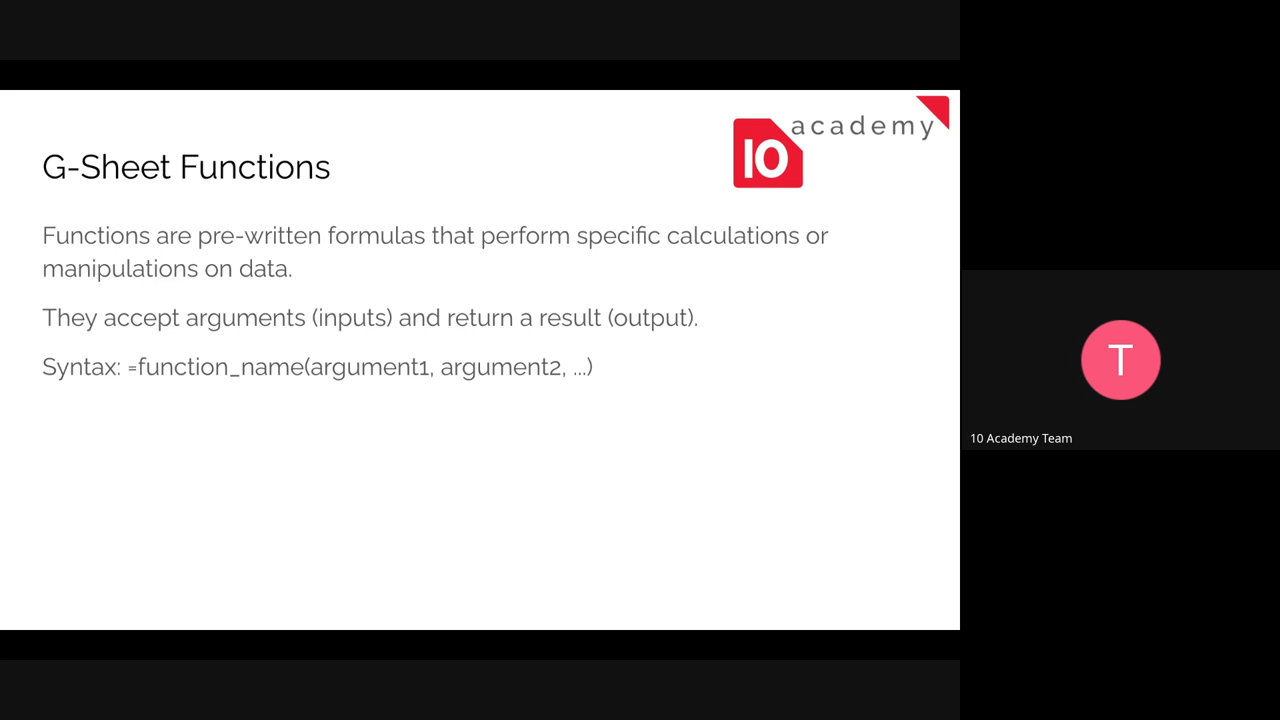 10 academy
G-Sheet Functions
Functions are pre-written formulas that perform specific calculations or
manipulations on data.
They accept arguments (inputs) and return a result (output).
Syntax: =function_name(argument1, argument2, ...)
T
10 Academy Team